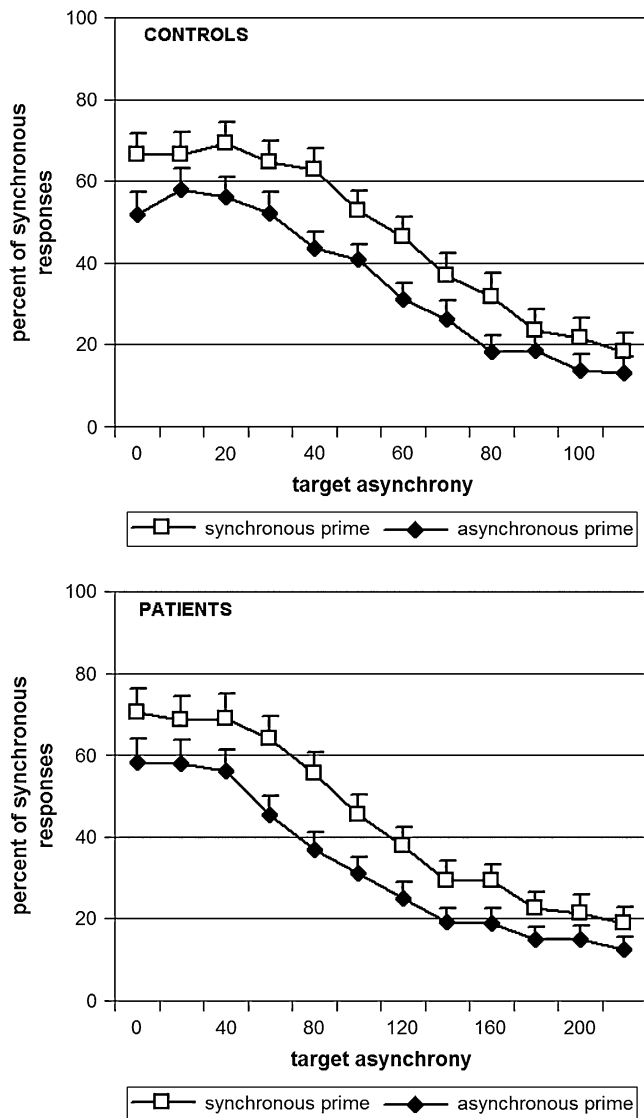 CONTROLS
100
80
60
40
20
0
percent of synchronous
responses
0 20 40 60 80 100
target asynchrony
synchronous prime asynchronous prime
PATIENTS
100
80
60
40
20
0
percent of synchronous
responses
0 40 80 120 160 200
target asynchrony
synchronous prime asynchronous prime